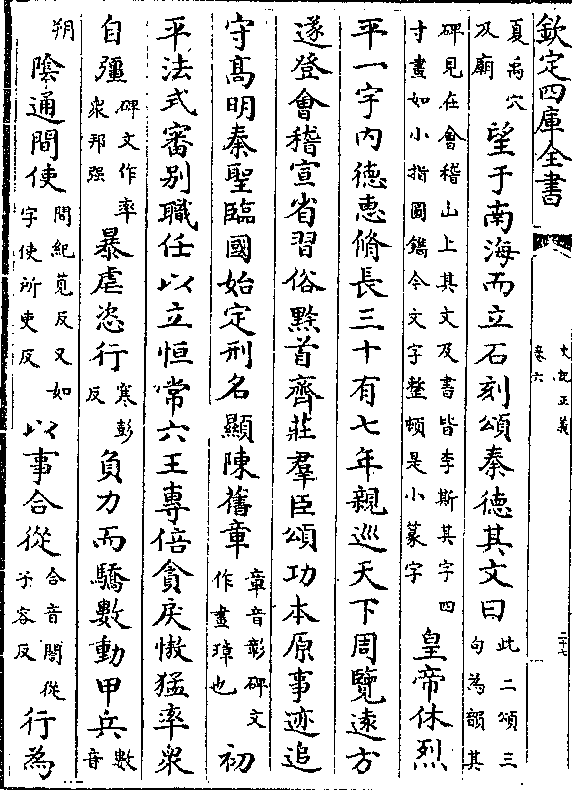 欽定四庫全書
史記正義
卷六
二十七
夏禹穴及廟望于南海而立石刻頌秦德其文曰此二頌三句為韻其
碑見在會稽山上其文及書皆李斯其字四寸畫如小指圓鐫今文字整頓是小篆字皇帝休烈
平一宇内德惠脩長三十有七年親巡天下周覽遠方
遂登會稽宣省習俗黔首齊莊羣臣頌功本原事迹追
守高明秦聖臨國始定刑名顯陳舊章章音彰碑文作畫璋也初
平法式審別職任以立恒常六王專倍貪戾慠猛率衆
自彊碑文作率衆邦强暴虐恣行寒彭反負力而驕數動甲兵數音
朔陰通間使間紀莧反又如字使所吏反以事合從合音閤從子容反行為